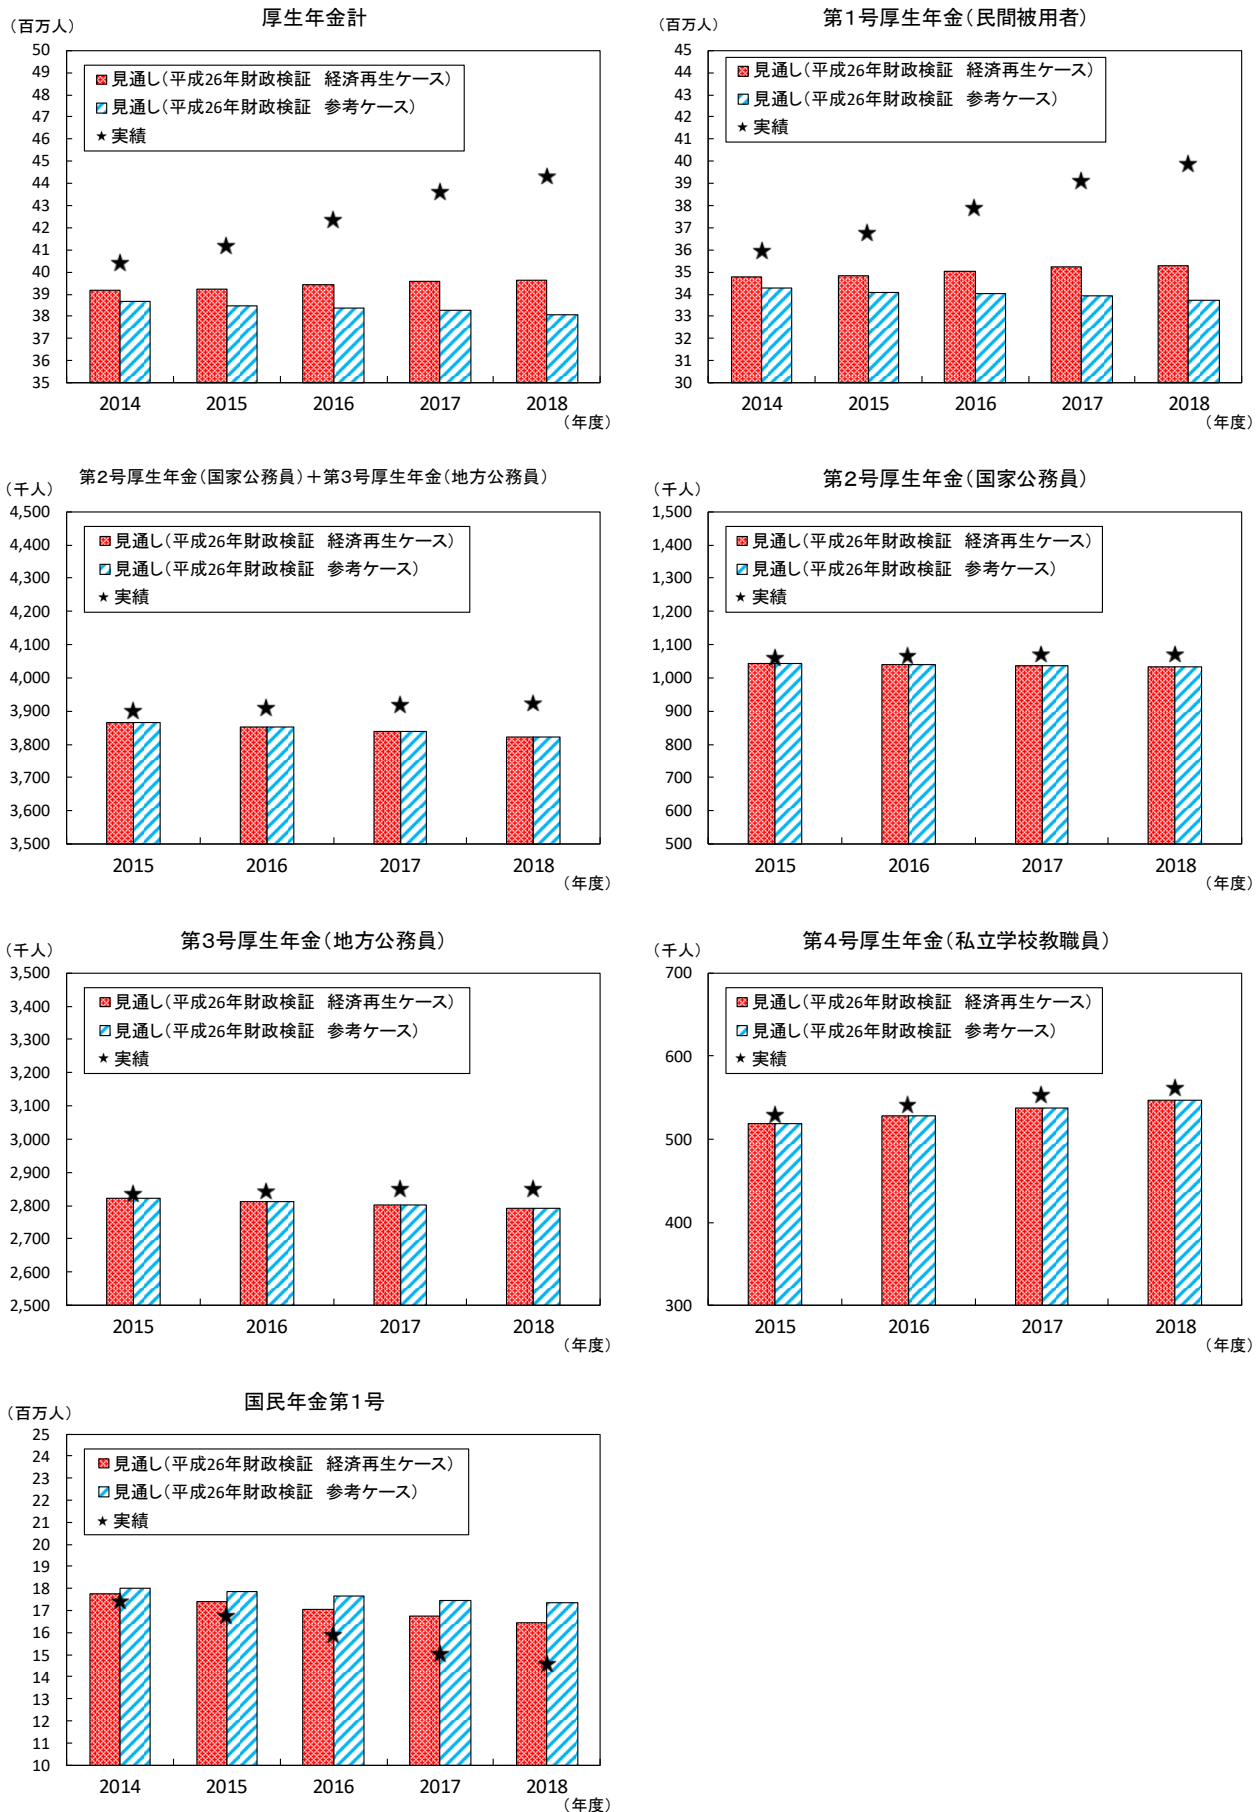 厚生年金計
（百万人）
50
49
48
47
46
45
44
43
42
41
40
39
38
37
36
35
見通し（平成26年財政検証　経済再生ケース）
見通し（平成26年財政検証　参考ケース）
★ 実績
2014 2015 2016 2017 2018
（年度）
第1号厚生年金（民間被用者）
（百万人）
45
44
43
42
41
40
39
38
37
36
35
34
33
32
31
30
見通し（平成26年財政検証　経済再生ケース）
見通し（平成26年財政検証　参考ケース）
★ 実績
2014 2015 2016 2017 2018
（年度）
第2号厚生年金（国家公務員）＋第3号厚生年金（地方公務員）
（千人）
4,500
4,400
4,300
4,200
4,100
4,000
3,900
3,800
3,700
3,600
3,500
見通し（平成26年財政検証　経済再生ケース）
見通し（平成26年財政検証　参考ケース）
★ 実績
2015 2016 2017 2018
（年度）
第2号厚生年金（国家公務員）
（千人）
1,500
1,400
1,300
1,200
1,100
1,000
900
800
700
600
500
見通し（平成26年財政検証　経済再生ケース）
見通し（平成26年財政検証　参考ケース）
★ 実績
2015 2016 2017 2018
（年度）
第3号厚生年金（地方公務員）
（千人）
3,500
3,400
3,300
3,200
3,100
3,000
2,900
2,800
2,700
2,600
2,500
見通し（平成26年財政検証　経済再生ケース）
見通し（平成26年財政検証　参考ケース）
★ 実績
2015 2016 2017 2018
（年度）
第4号厚生年金（私立学校教職員）
（千人）
700
600
500
400
300
見通し（平成26年財政検証　経済再生ケース）
見通し（平成26年財政検証　参考ケース）
★ 実績
2015 2016 2017 2018
（年度）
国民年金第1号
（百万人）
25
24
23
22
21
20
19
18
17
16
15
14
13
12
11
10
見通し（平成26年財政検証　経済再生ケース）
見通し（平成26年財政検証　参考ケース）
★ 実績
2014 2015 2016 2017 2018
（年度）